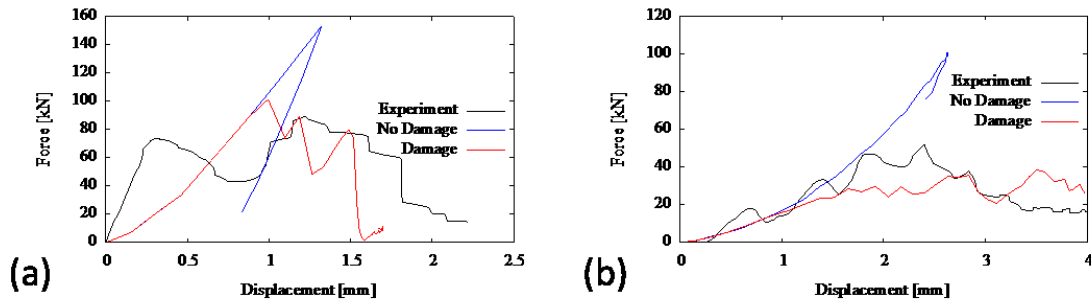 160
140
120
100
80
60
40
20
0
Force [kN]
Experiment
No Damage
Damage
0 0.5 1 1.5 2 2.5
Displacement [mm]
(a)
120
100
80
60
40
20
0
Force [kN]
Experiment
No Damage
Damage
0 1 2 3 4
Displacement [mm]
(b)